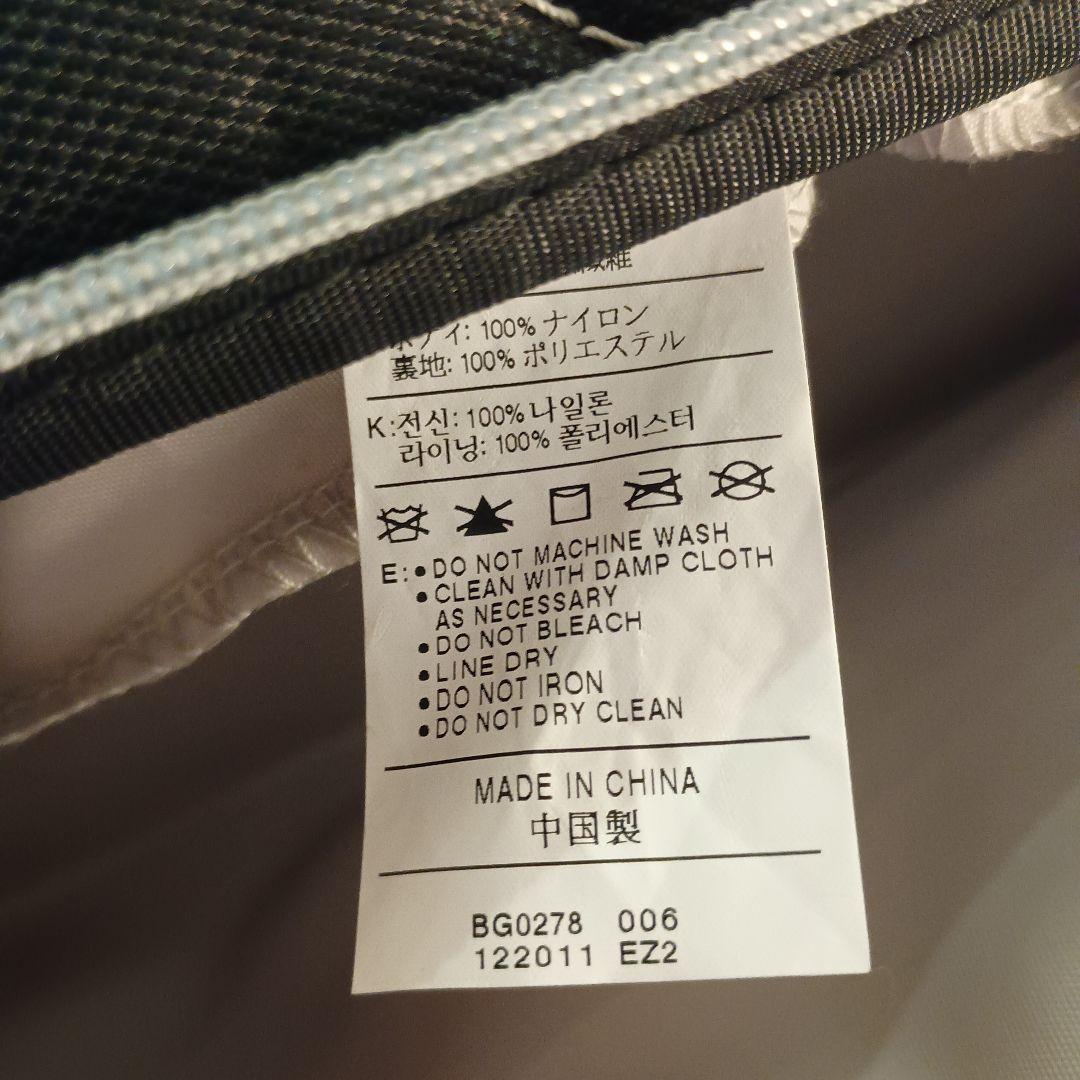 繊維
ボディ: 100% ナイロン
裏地: 100% ポリエステル
K:전신: 100% 나일론
라이닝: 100% 폴리에스터
E:•DO NOT MACHINE WASH
•CLEAN WITH DAMP CLOTH
AS NECESSARY
•DO NOT BLEACH
•LINE DRY
•DO NOT IRON
•DO NOT DRY CLEAN
MADE IN CHINA
中国製
BG0278 006
122011 EZ2